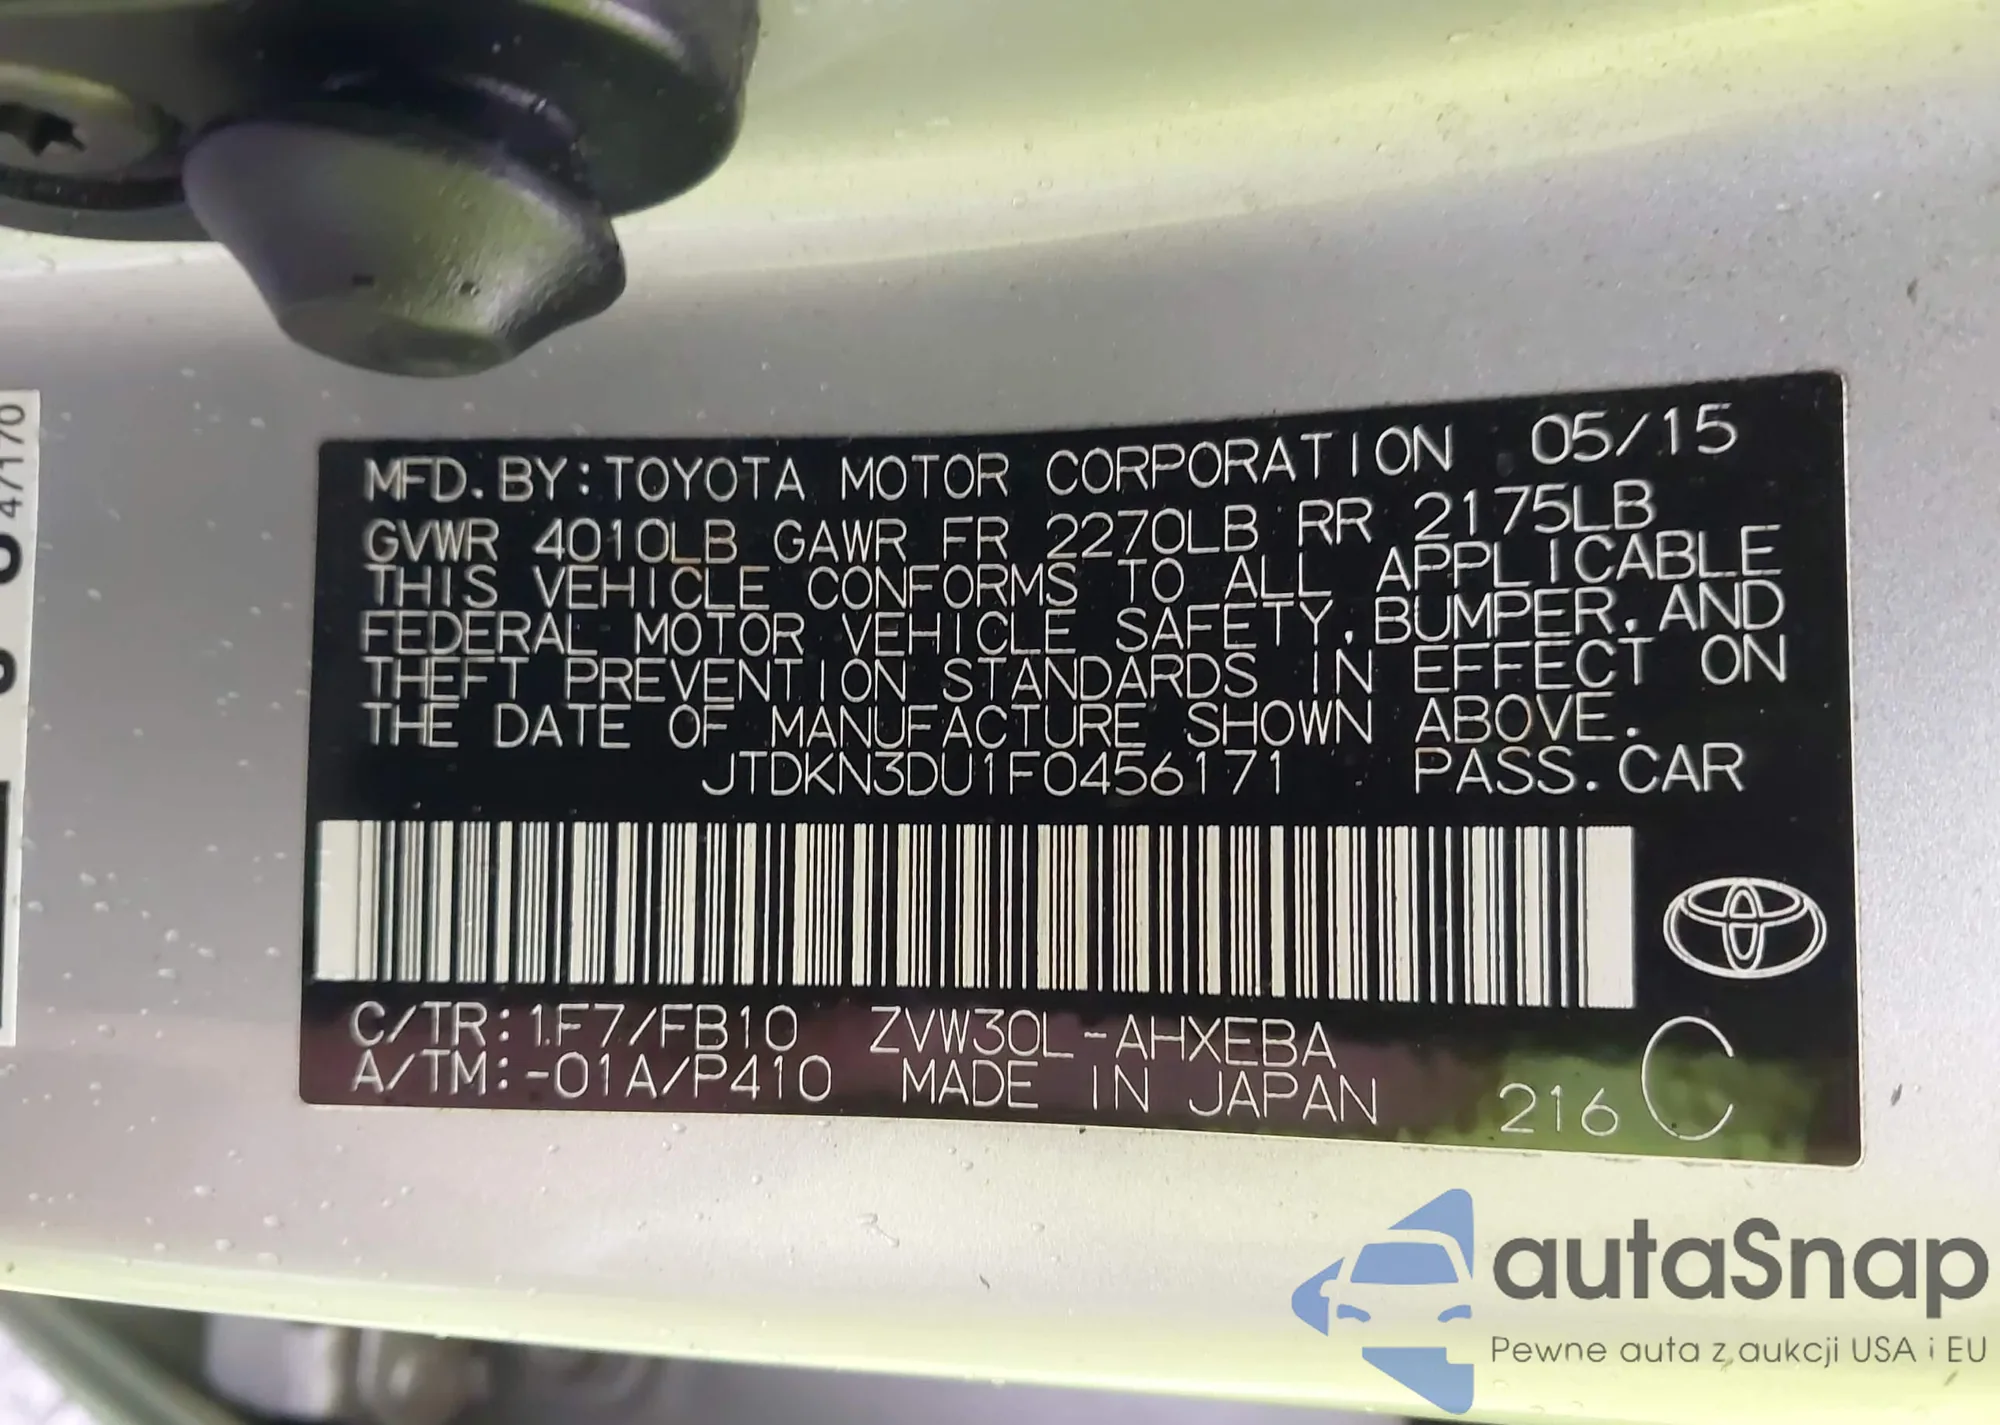 47170
MFD. BY: TOYOTA MOTOR CORPORATION 05/15
GVWR 4010LB GAWR FR 2270LB RR 2175LB
THIS VEHICLE CONFORMS TO ALL APPLICABLE
FEDERAL MOTOR VEHICLE SAFETY, BUMPER, AND
THEFT PREVENTION STANDARDS IN EFFECT ON
THE DATE OF MANUFACTURE SHOWN ABOVE.
JTDKN3DU1F0456171 PASS. CAR
C/TR: 1F7/FB10 ZVW30L-AHXEBA
A/TM: -01A/P410 MADE IN JAPAN 216 C
autaSnap
Pewne auta z aukcji USA i EU